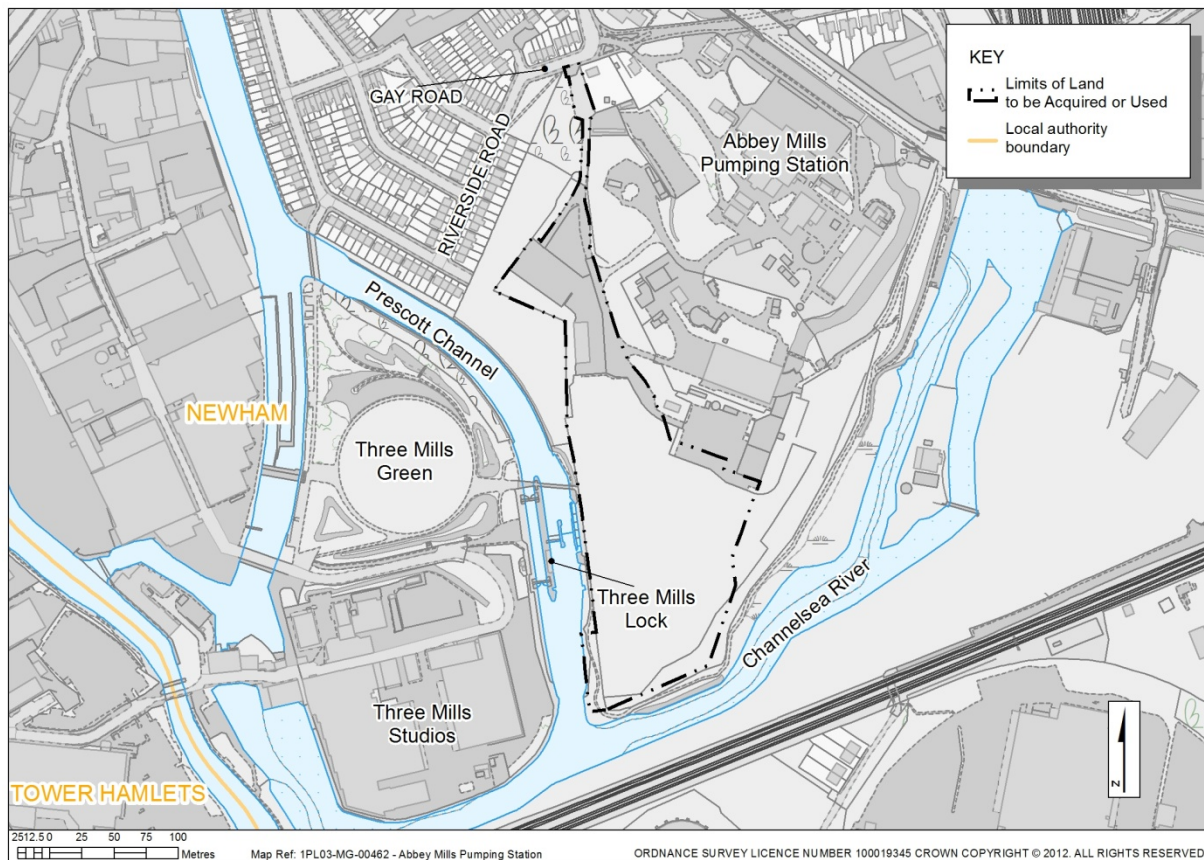 KEY
Limits of Land
to be Acquired or Used
Local authority
boundary
GAY ROAD
RIVERSIDE ROAD
Abbey Mills
Pumping Station
Prescott Channel
NEWHAM
Three Mills
Green
Three Mills
Lock
Channelsea River
Three Mills
Studios
TOWER HAMLETS
N
25 12.5 0 25 50 75 100
Metres
Map Ref: 1PL03-MG-00462 - Abbey Mills Pumping Station
ORDNANCE SURVEY LICENCE NUMBER 100019345 CROWN COPYRIGHT © 2012. ALL RIGHTS RESERVED